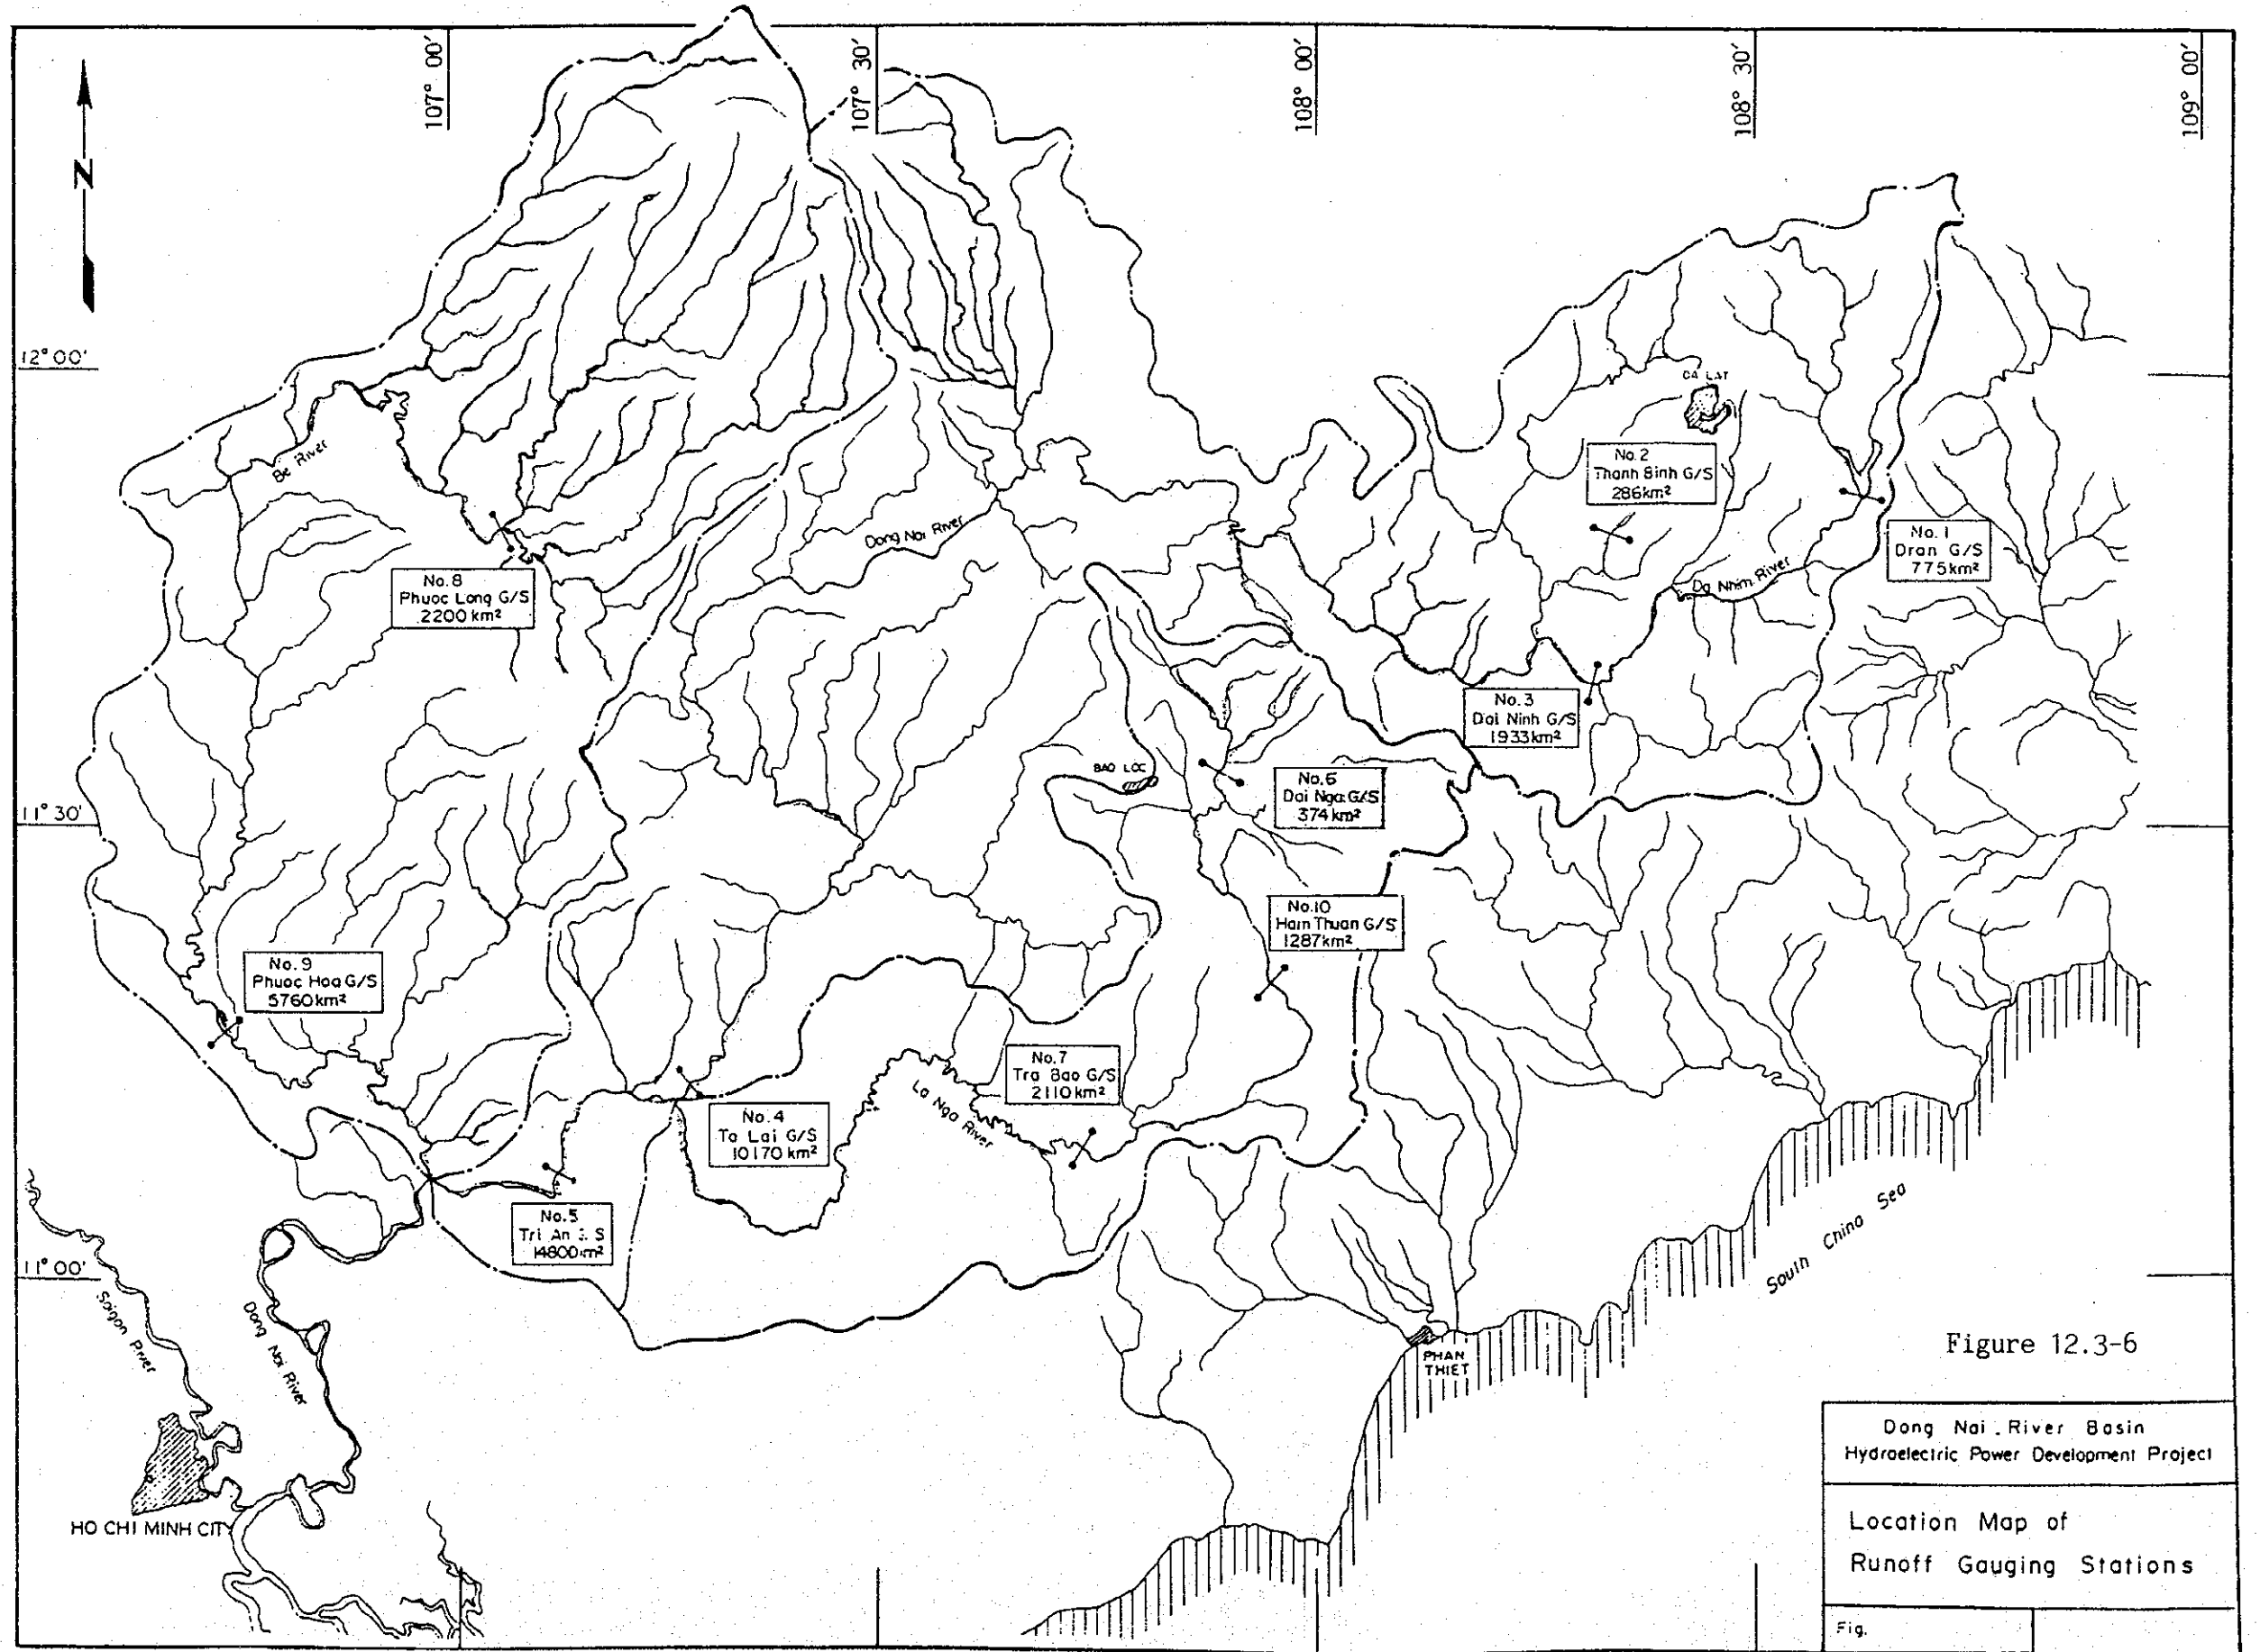 107° 00'
107° 30'
108° 00'
108° 30'
109° 00'
N
12° 00'
11° 30'
11° 00'
DA LAT
Be River
Dong Nai River
Da Nhim River
No. 2
Thanh Binh G/S
286km²
No. 1
Dran G/S
775km²
No. 8
Phuoc Long G/S
2200 km²
No. 3
Dai Ninh G/S
1933km²
BAO LOC
No. 6
Dai Nga G/S
374 km²
No. 10
Ham Thuan G/S
1287km²
No. 9
Phuoc Hoa G/S
5760km²
No. 7
Tra Bao G/S
2110km²
La Nga River
No. 4
Ta Lai G/S
10170 km²
No. 5
Tri An G S
14800 m²
Saigon River
Dong Nai River
South China Sea
PHAN
THIET
HO CHI MINH CITY
Figure 12.3-6
Dong Nai River Basin
Hydroelectric Power Development Project
Location Map of
Runoff Gauging Stations
Fig.